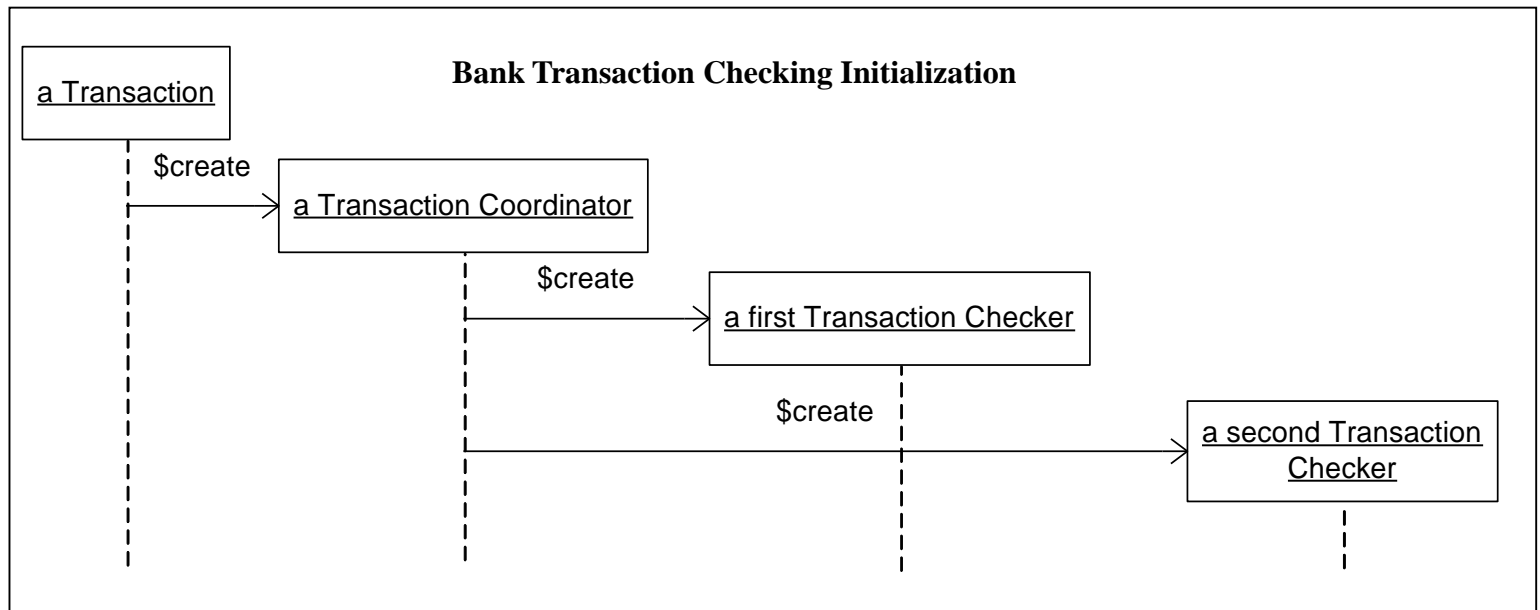 Bank Transaction Checking Initialization
a Transaction
$create
a Transaction Coordinator
$create
a first Transaction Checker
$create
a second Transaction
Checker